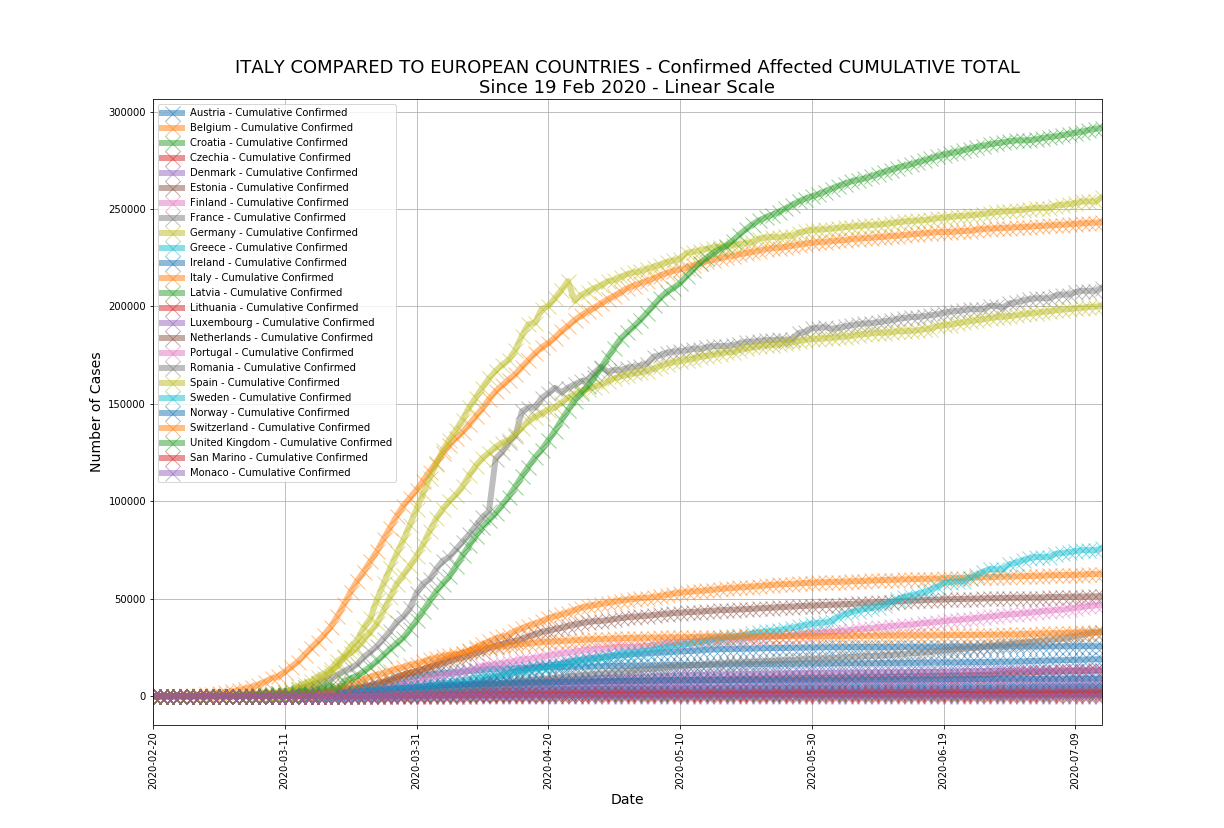 ITALY COMPARED TO EUROPEAN COUNTRIES - Confirmed Affected CUMULATIVE TOTAL
Since 19 Feb 2020 - Linear Scale
Austria - Cumulative Confirmed
Belgium - Cumulative Confirmed
Croatia - Cumulative Confirmed
Czechia - Cumulative Confirmed
Denmark - Cumulative Confirmed
Estonia - Cumulative Confirmed
Finland - Cumulative Confirmed
France - Cumulative Confirmed
Germany - Cumulative Confirmed
Greece - Cumulative Confirmed
Ireland - Cumulative Confirmed
Italy - Cumulative Confirmed
Latvia - Cumulative Confirmed
Lithuania - Cumulative Confirmed
Luxembourg - Cumulative Confirmed
Netherlands - Cumulative Confirmed
Portugal - Cumulative Confirmed
Romania - Cumulative Confirmed
Spain - Cumulative Confirmed
Sweden - Cumulative Confirmed
Norway - Cumulative Confirmed
Switzerland - Cumulative Confirmed
United Kingdom - Cumulative Confirmed
San Marino - Cumulative Confirmed
Monaco - Cumulative Confirmed
Number of Cases
300000
250000
200000
150000
100000
50000
0
2020-02-20
2020-03-11
2020-03-31
2020-04-20
2020-05-10
2020-05-30
2020-06-19
2020-07-09
Date